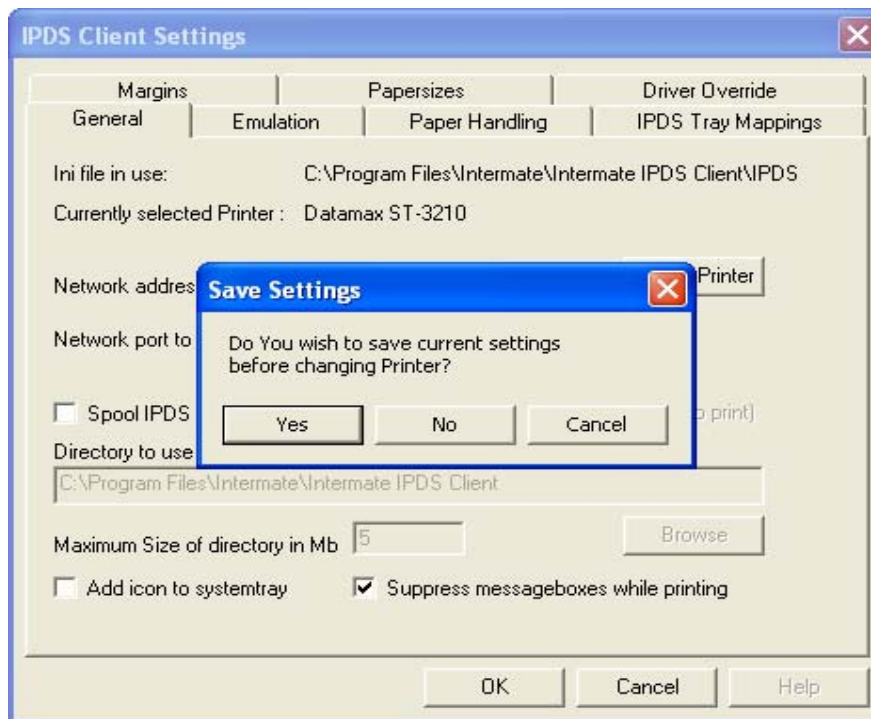 IPDS Client Settings
Margins Papersizes Driver Override
General Emulation Paper Handling IPDS Tray Mappings
Ini file in use: C:\Program Files\Intermate\Intermate IPDS Client\IPDS
Currently selected Printer : Datamax ST-3210
Network addres Printer
Save Settings
Network port to
Do You wish to save current settings
before changing Printer?
Spool IPDS print)
Yes No Cancel
Directory to use
C:\Program Files\Intermate\Intermate IPDS Client
Maximum Size of directory in Mb 5 Browse
Add icon to systemtray Suppress messageboxes while printing
OK Cancel Help